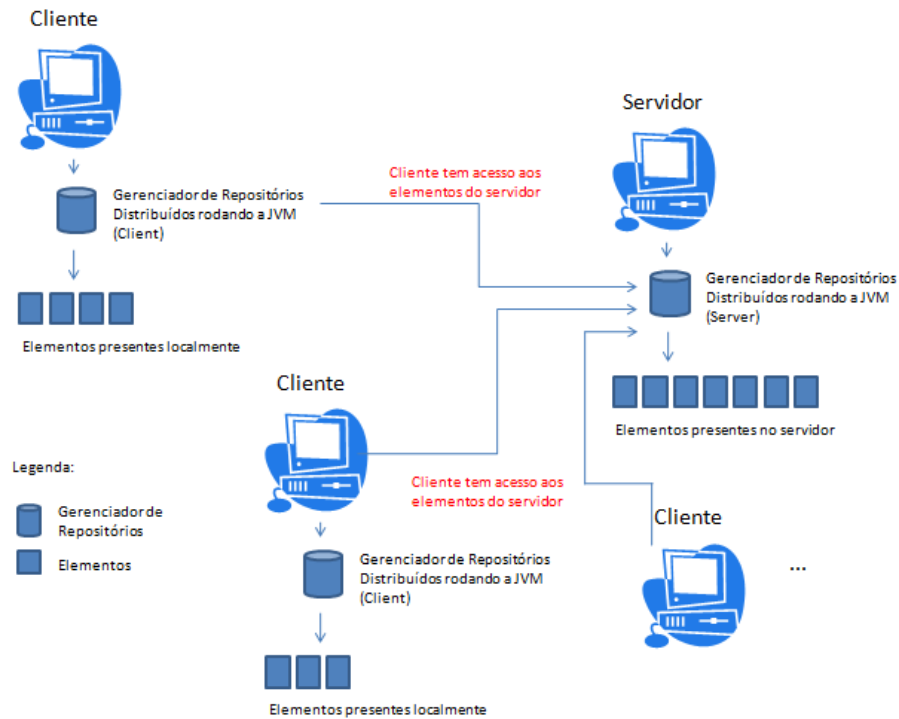 Cliente
Servidor
Cliente tem acesso aos
elementos do servidor
Gerenciador de Repositórios
Distribuídos rodando a JVM
(Client)
Gerenciador de Repositórios
Distribuídos rodando a JVM
(Server)
Elementos presentes localmente
Cliente
Elementos presentes no servidor
Legenda:
Cliente tem acesso aos
elementos do servidor
Gerenciador de
Repositórios
Cliente
Elementos
Gerenciador de Repositórios
Distribuídos rodando a JVM
(Client)
...
Elementos presentes localmente